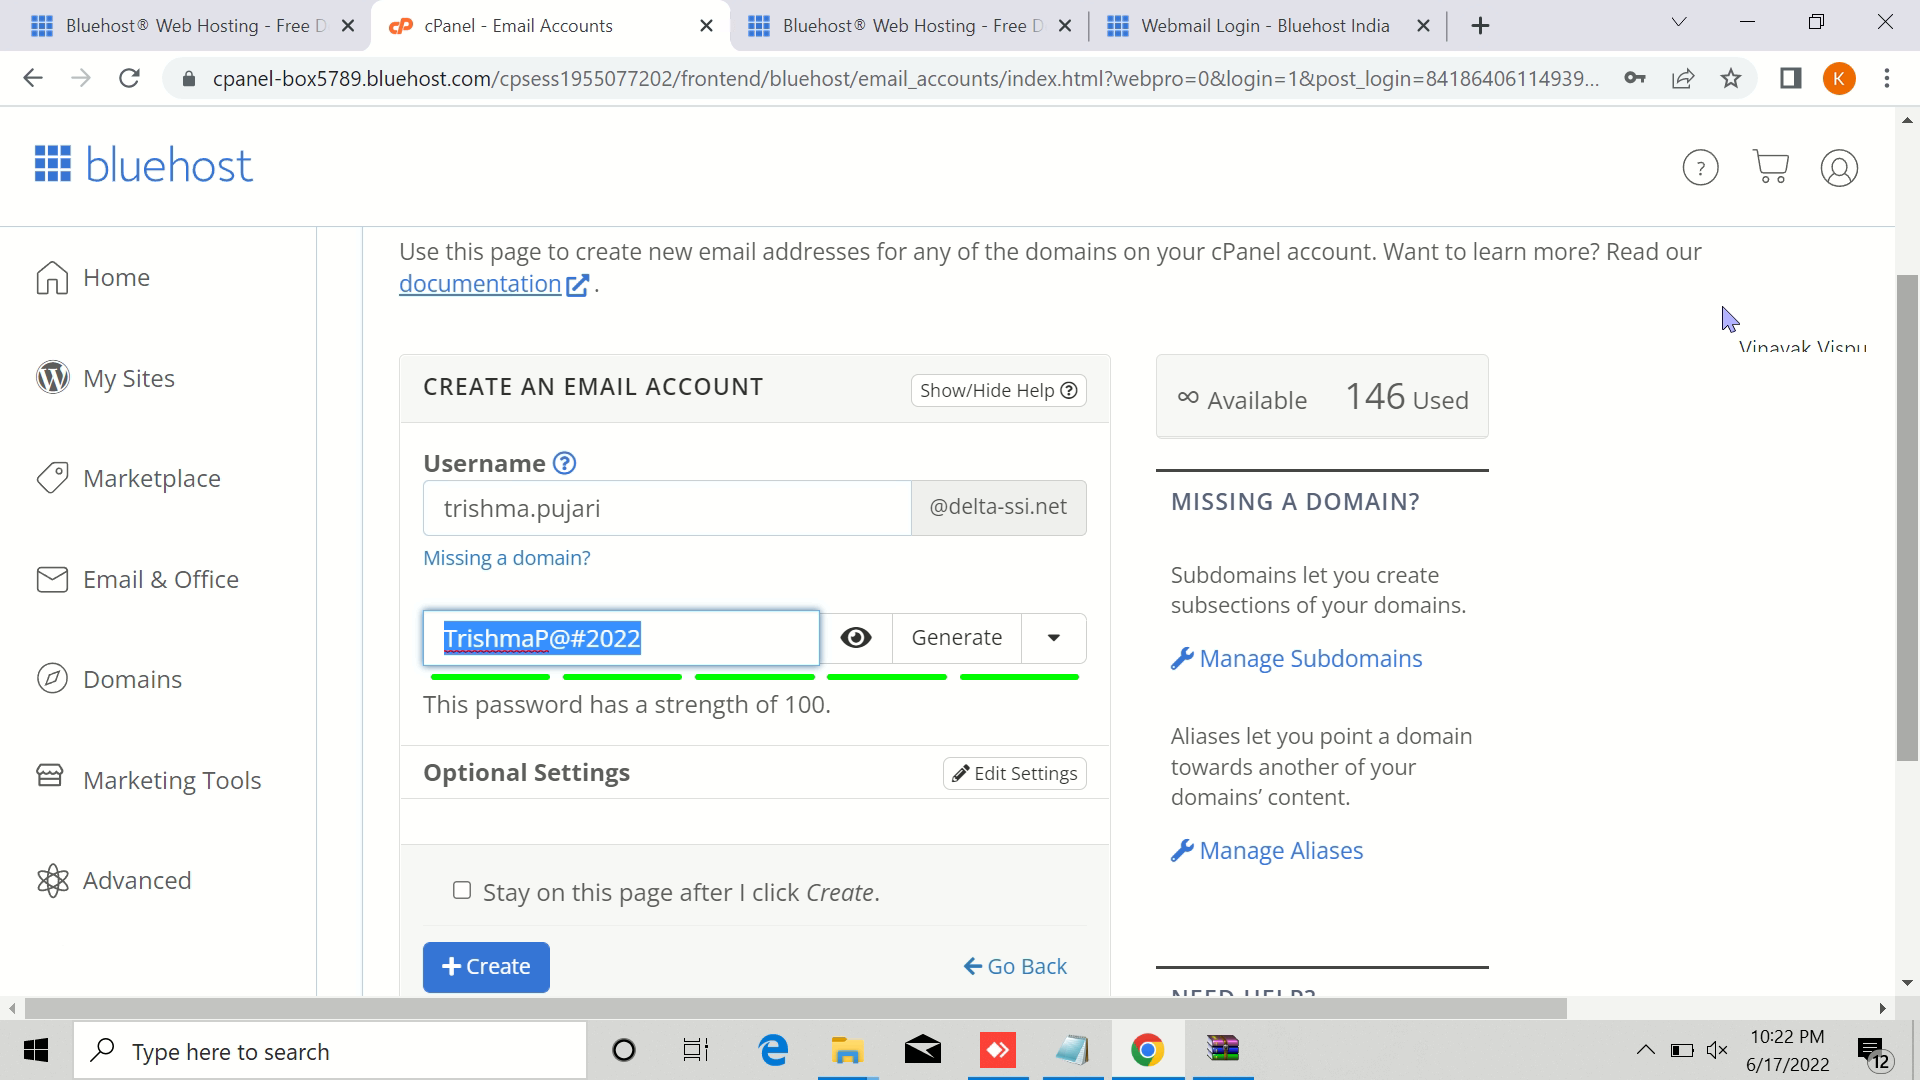 Bluehost® Web Hosting - Free D
cPanel - Email Accounts
Bluehost® Web Hosting - Free D
Webmail Login - Bluehost India
cpanel-box5789.bluehost.com/cpsess1955077202/frontend/bluehost/email_accounts/index.html?webpro=0&login=1&post_login=84186406114939...
K
bluehost
Home
My Sites
Marketplace
Email & Office
Domains
Marketing Tools
Advanced
Use this page to create new email addresses for any of the domains on your cPanel account. Want to learn more? Read our
documentation .
Vinayak Vispu
CREATE AN EMAIL ACCOUNT
Show/Hide Help
Username
trishma.pujari
@delta-ssi.net
Missing a domain?
TrishmaP@#2022
Generate
This password has a strength of 100.
Optional Settings
Edit Settings
Stay on this page after I click Create.
Create
Go Back
∞ Available 146 Used
MISSING A DOMAIN?
Subdomains let you create
subsections of your domains.
Manage Subdomains
Aliases let you point a domain
towards another of your
domains’ content.
Manage Aliases
NEED HELP?
Type here to search
10:22 PM
6/17/2022
12